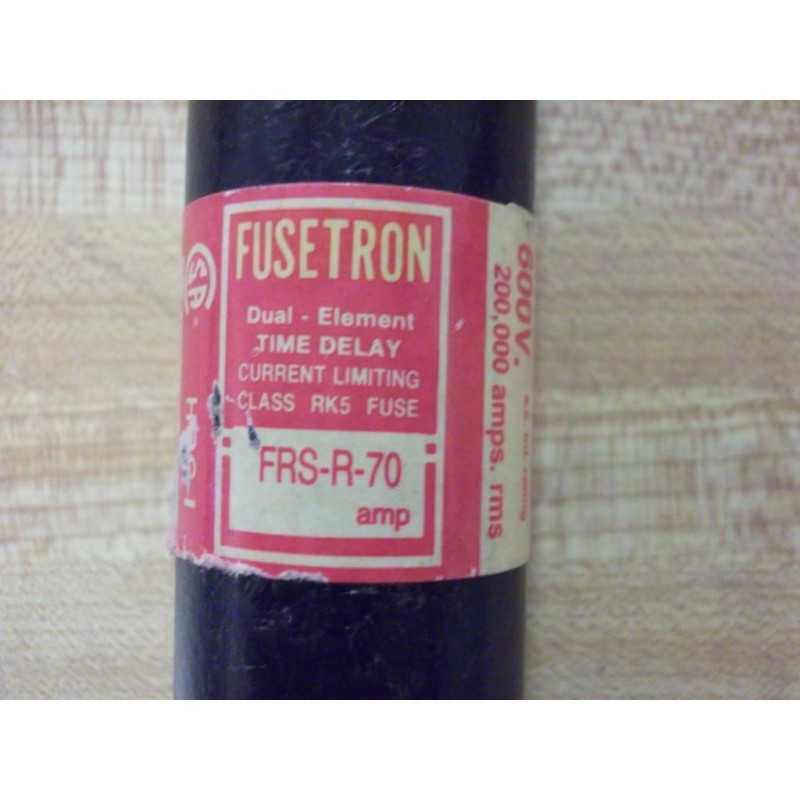 FUSETRON
Dual - Element
TIME DELAY
CURRENT LIMITING
CLASS RK5 FUSE
FRS-R-70
amp
600V.
200,000 amps. rms